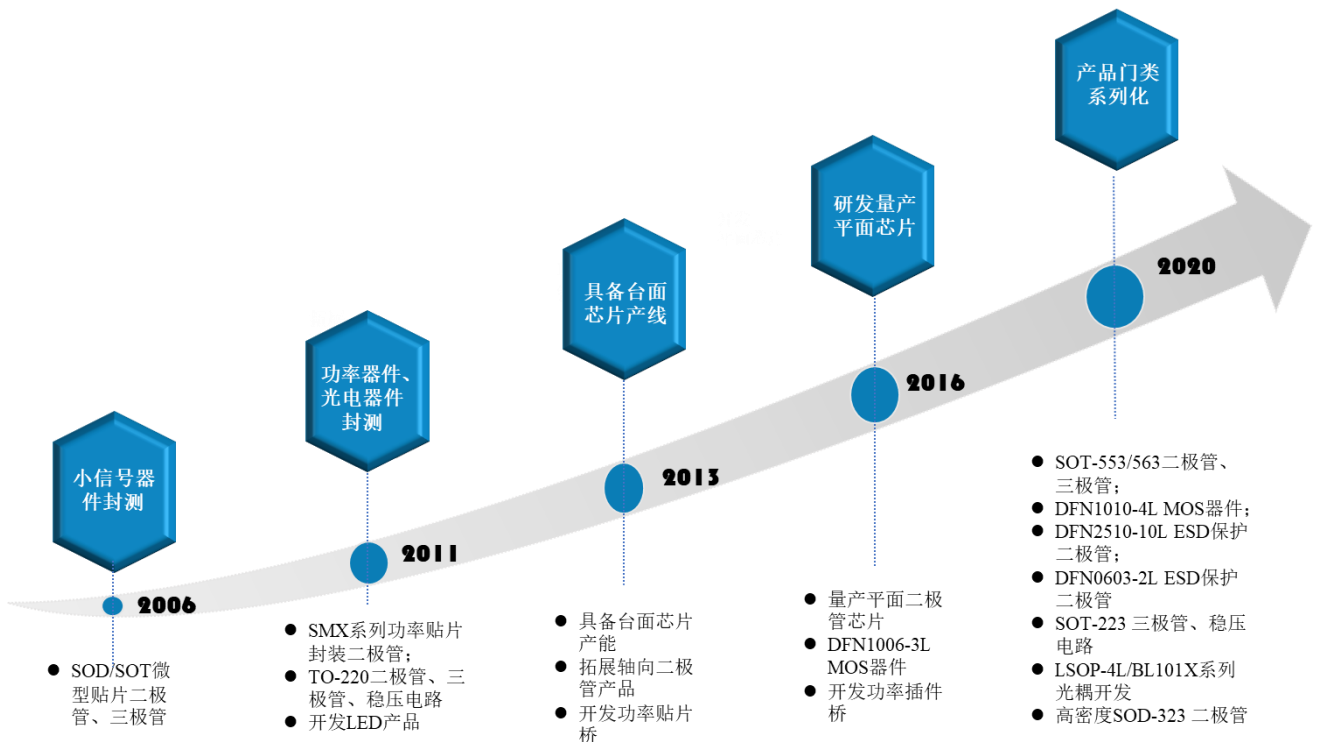 小信号器
件封测
2006
● SOD/SOT微
型贴片二极
管、三极管
功率器件、
光电器件
封测
2011
● SMX系列功率贴片
封装二极管；
● TO-220二极管、三
极管、稳压电路
● 开发LED产品
具备台面
芯片产线
2013
● 具备台面芯片
产能
● 拓展轴向二极
管产品
● 开发功率贴片
桥
研发量产
平面芯片
2016
● 量产平面二极
管芯片
● DFN1006-3L
MOS器件
● 开发功率插件
桥
产品门类
系列化
2020
● SOT-553/563二极管、
三极管；
● DFN1010-4L MOS器件；
● DFN2510-10L ESD保护
二极管；
● DFN0603-2L ESD保护
二极管
● SOT-223 三极管、稳压
电路
● LSOP-4L/BL101X系列
光耦开发
● 高密度SOD-323 二极管